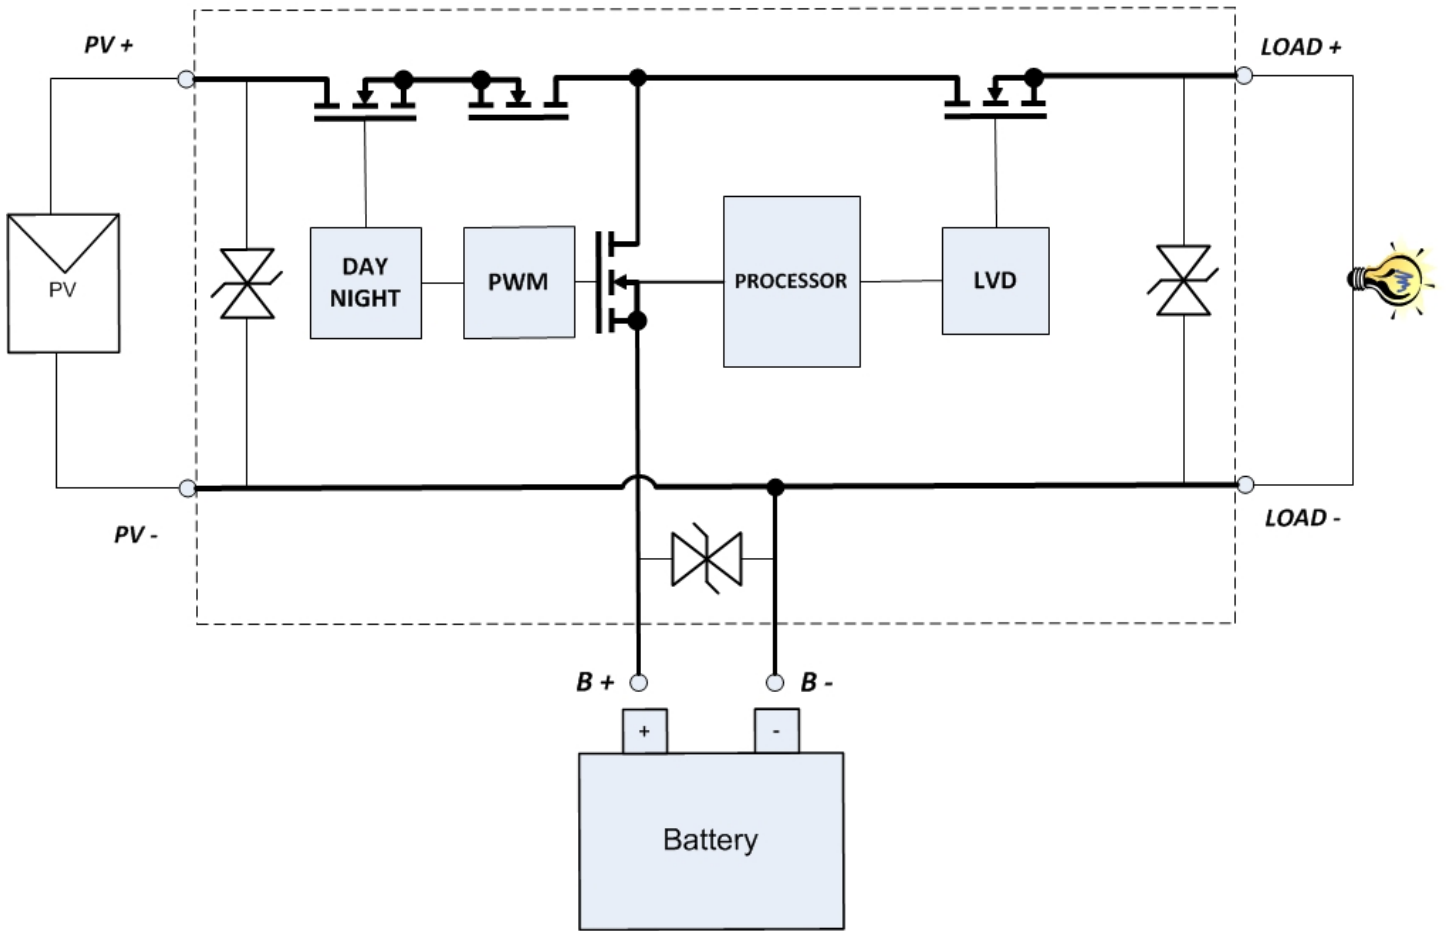 PV +
LOAD +
PV
DAY
NIGHT
PWM
PROCESSOR
LVD
PV -
LOAD -
B +
B -
+
-
Battery